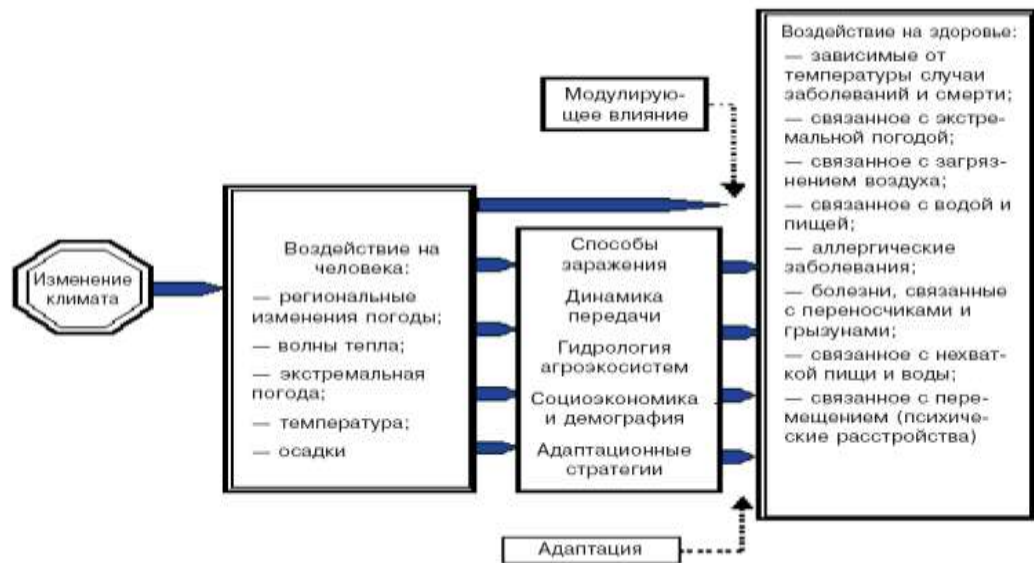 Изменение
климата
Воздействие на
человека:
— региональные
изменения погоды;
— волны тепла;
— экстремальная
погода;
— температура;
— осадки
Модулирую-
щее влияние
Способы
заражения
Динамика
передачи
Гидрология
агроэкосистем
Социоэкономика
и демография
Адаптационные
стратегии
Адаптация
Воздействие на здоровье:
— зависимые от
температуры случаи
заболеваний и смерти;
— связанное с экстре-
мальной погодой;
— связанное с загряз-
нением воздуха;
— связанное с водой и
пищей;
— аллергические
заболевания;
— болезни, связанные
с переносчиками и
грызунами;
— связанное с нехват-
кой пищи и воды;
— связанное с пере-
мещением (психиче-
ские расстройства)